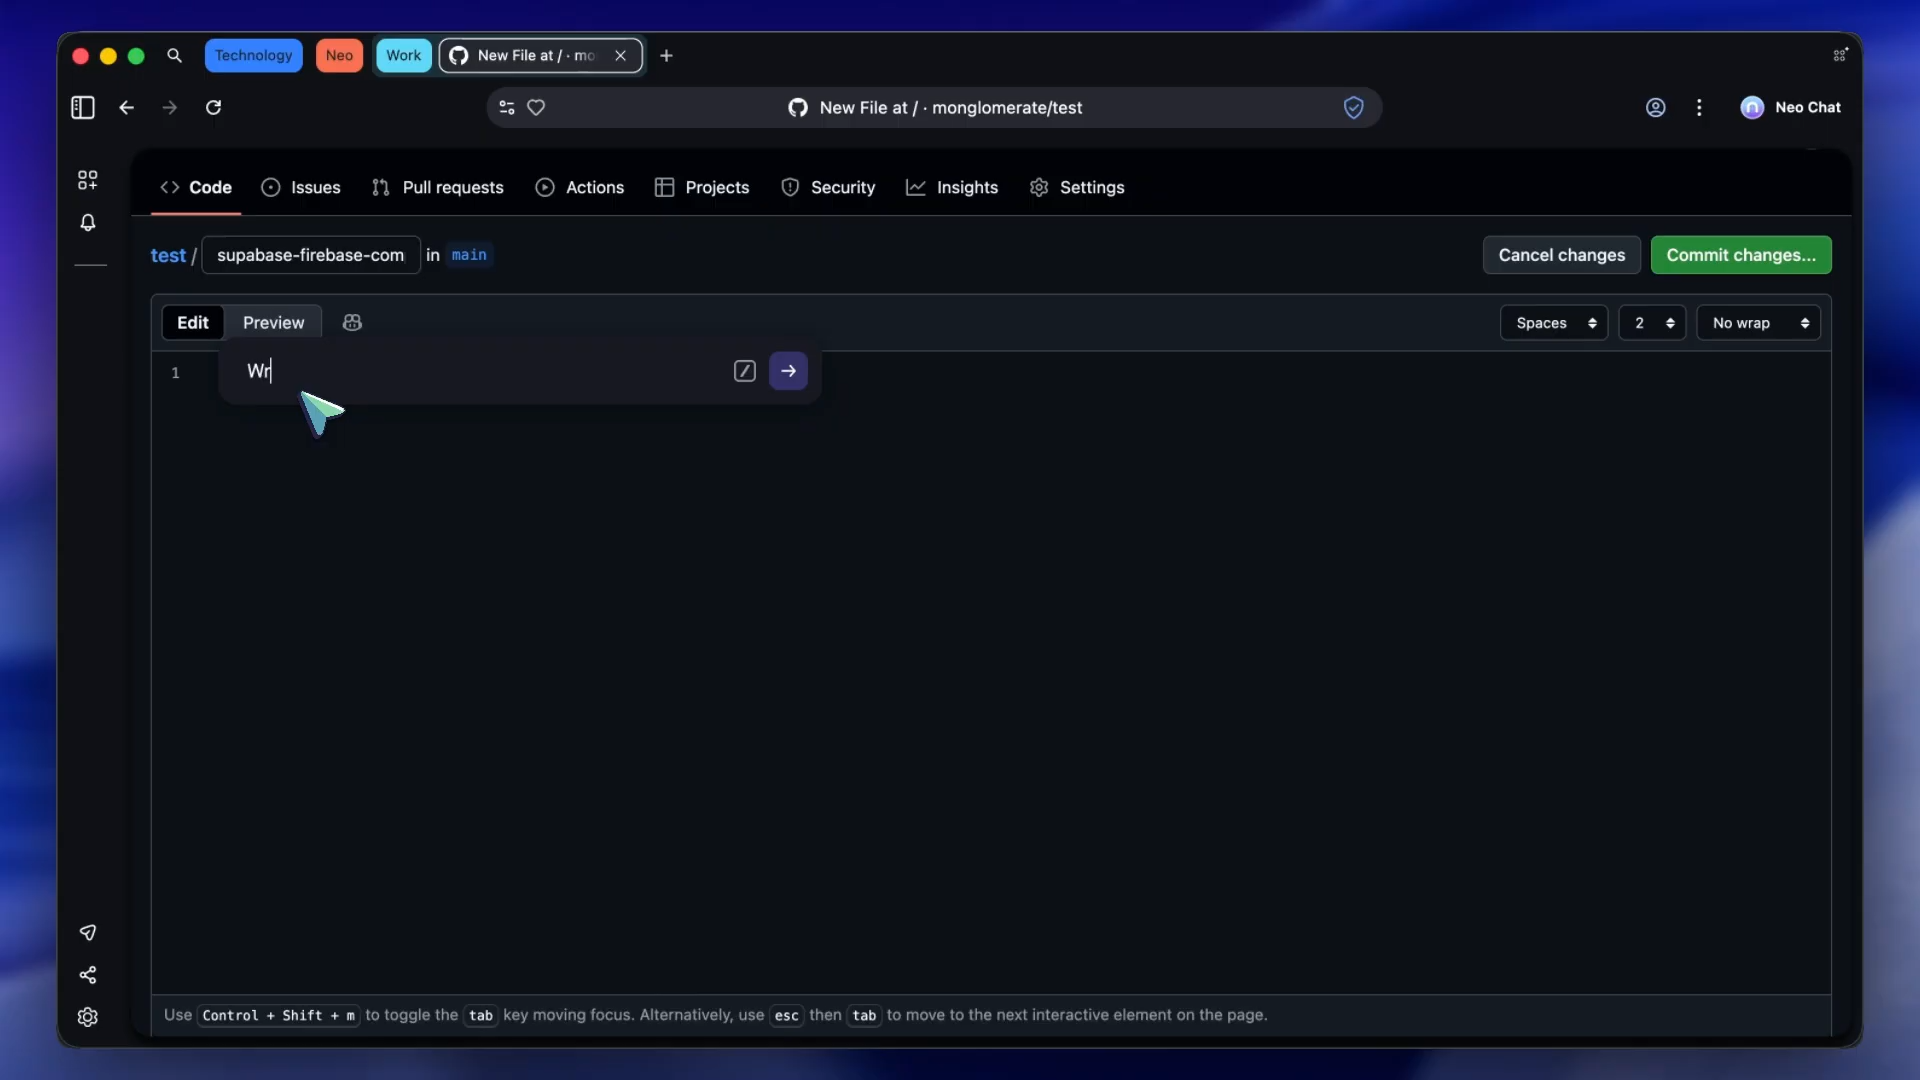 Technology Neo Work New File at / · mo
New File at / · monglomerate/test Neo Chat
Code Issues Pull requests Actions Projects Security Insights Settings
test / supabase-firebase-com in main Cancel changes Commit changes...
Edit Preview Spaces 2 No wrap
1 Wr
Use Control + Shift + m to toggle the tab key moving focus. Alternatively, use esc then tab to move to the next interactive element on the page.